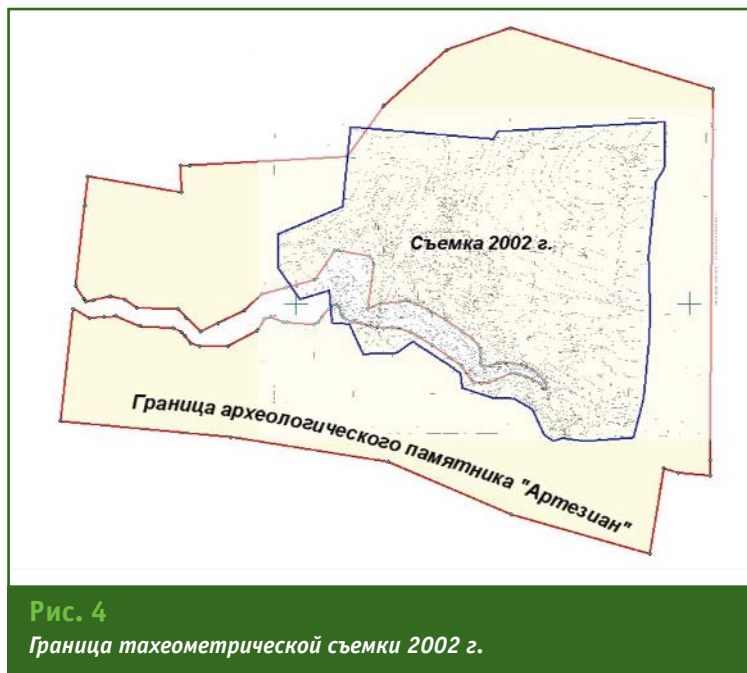 Съемка 2002 г.
Граница археологического памятника "Артезиан"
Рис. 4
Граница тахеометрической съемки 2002 г.